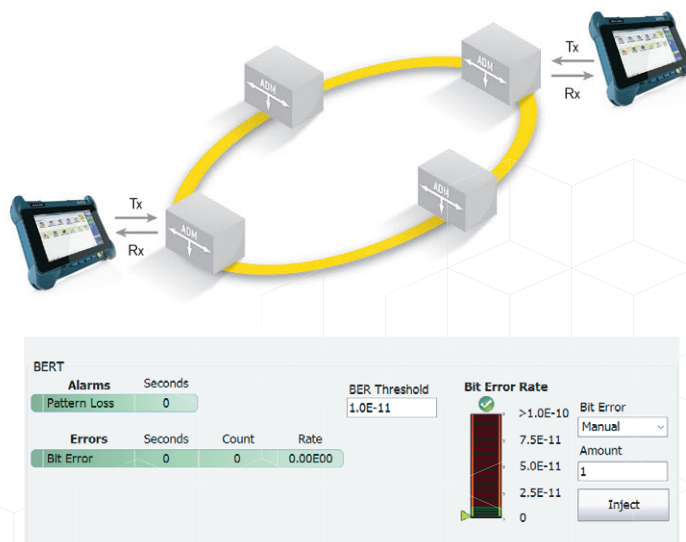 Tx
Rx
ADM
ADM
ADM
ADM
Tx
Rx
BERT
Alarms Seconds
Pattern Loss 0
Errors Seconds Count Rate
Bit Error 0 0 0.00E00
BER Threshold
1.0E-11
Bit Error Rate
>1.0E-10
7.5E-11
5.0E-11
2.5E-11
0
Bit Error
Manual
Amount
1
Inject